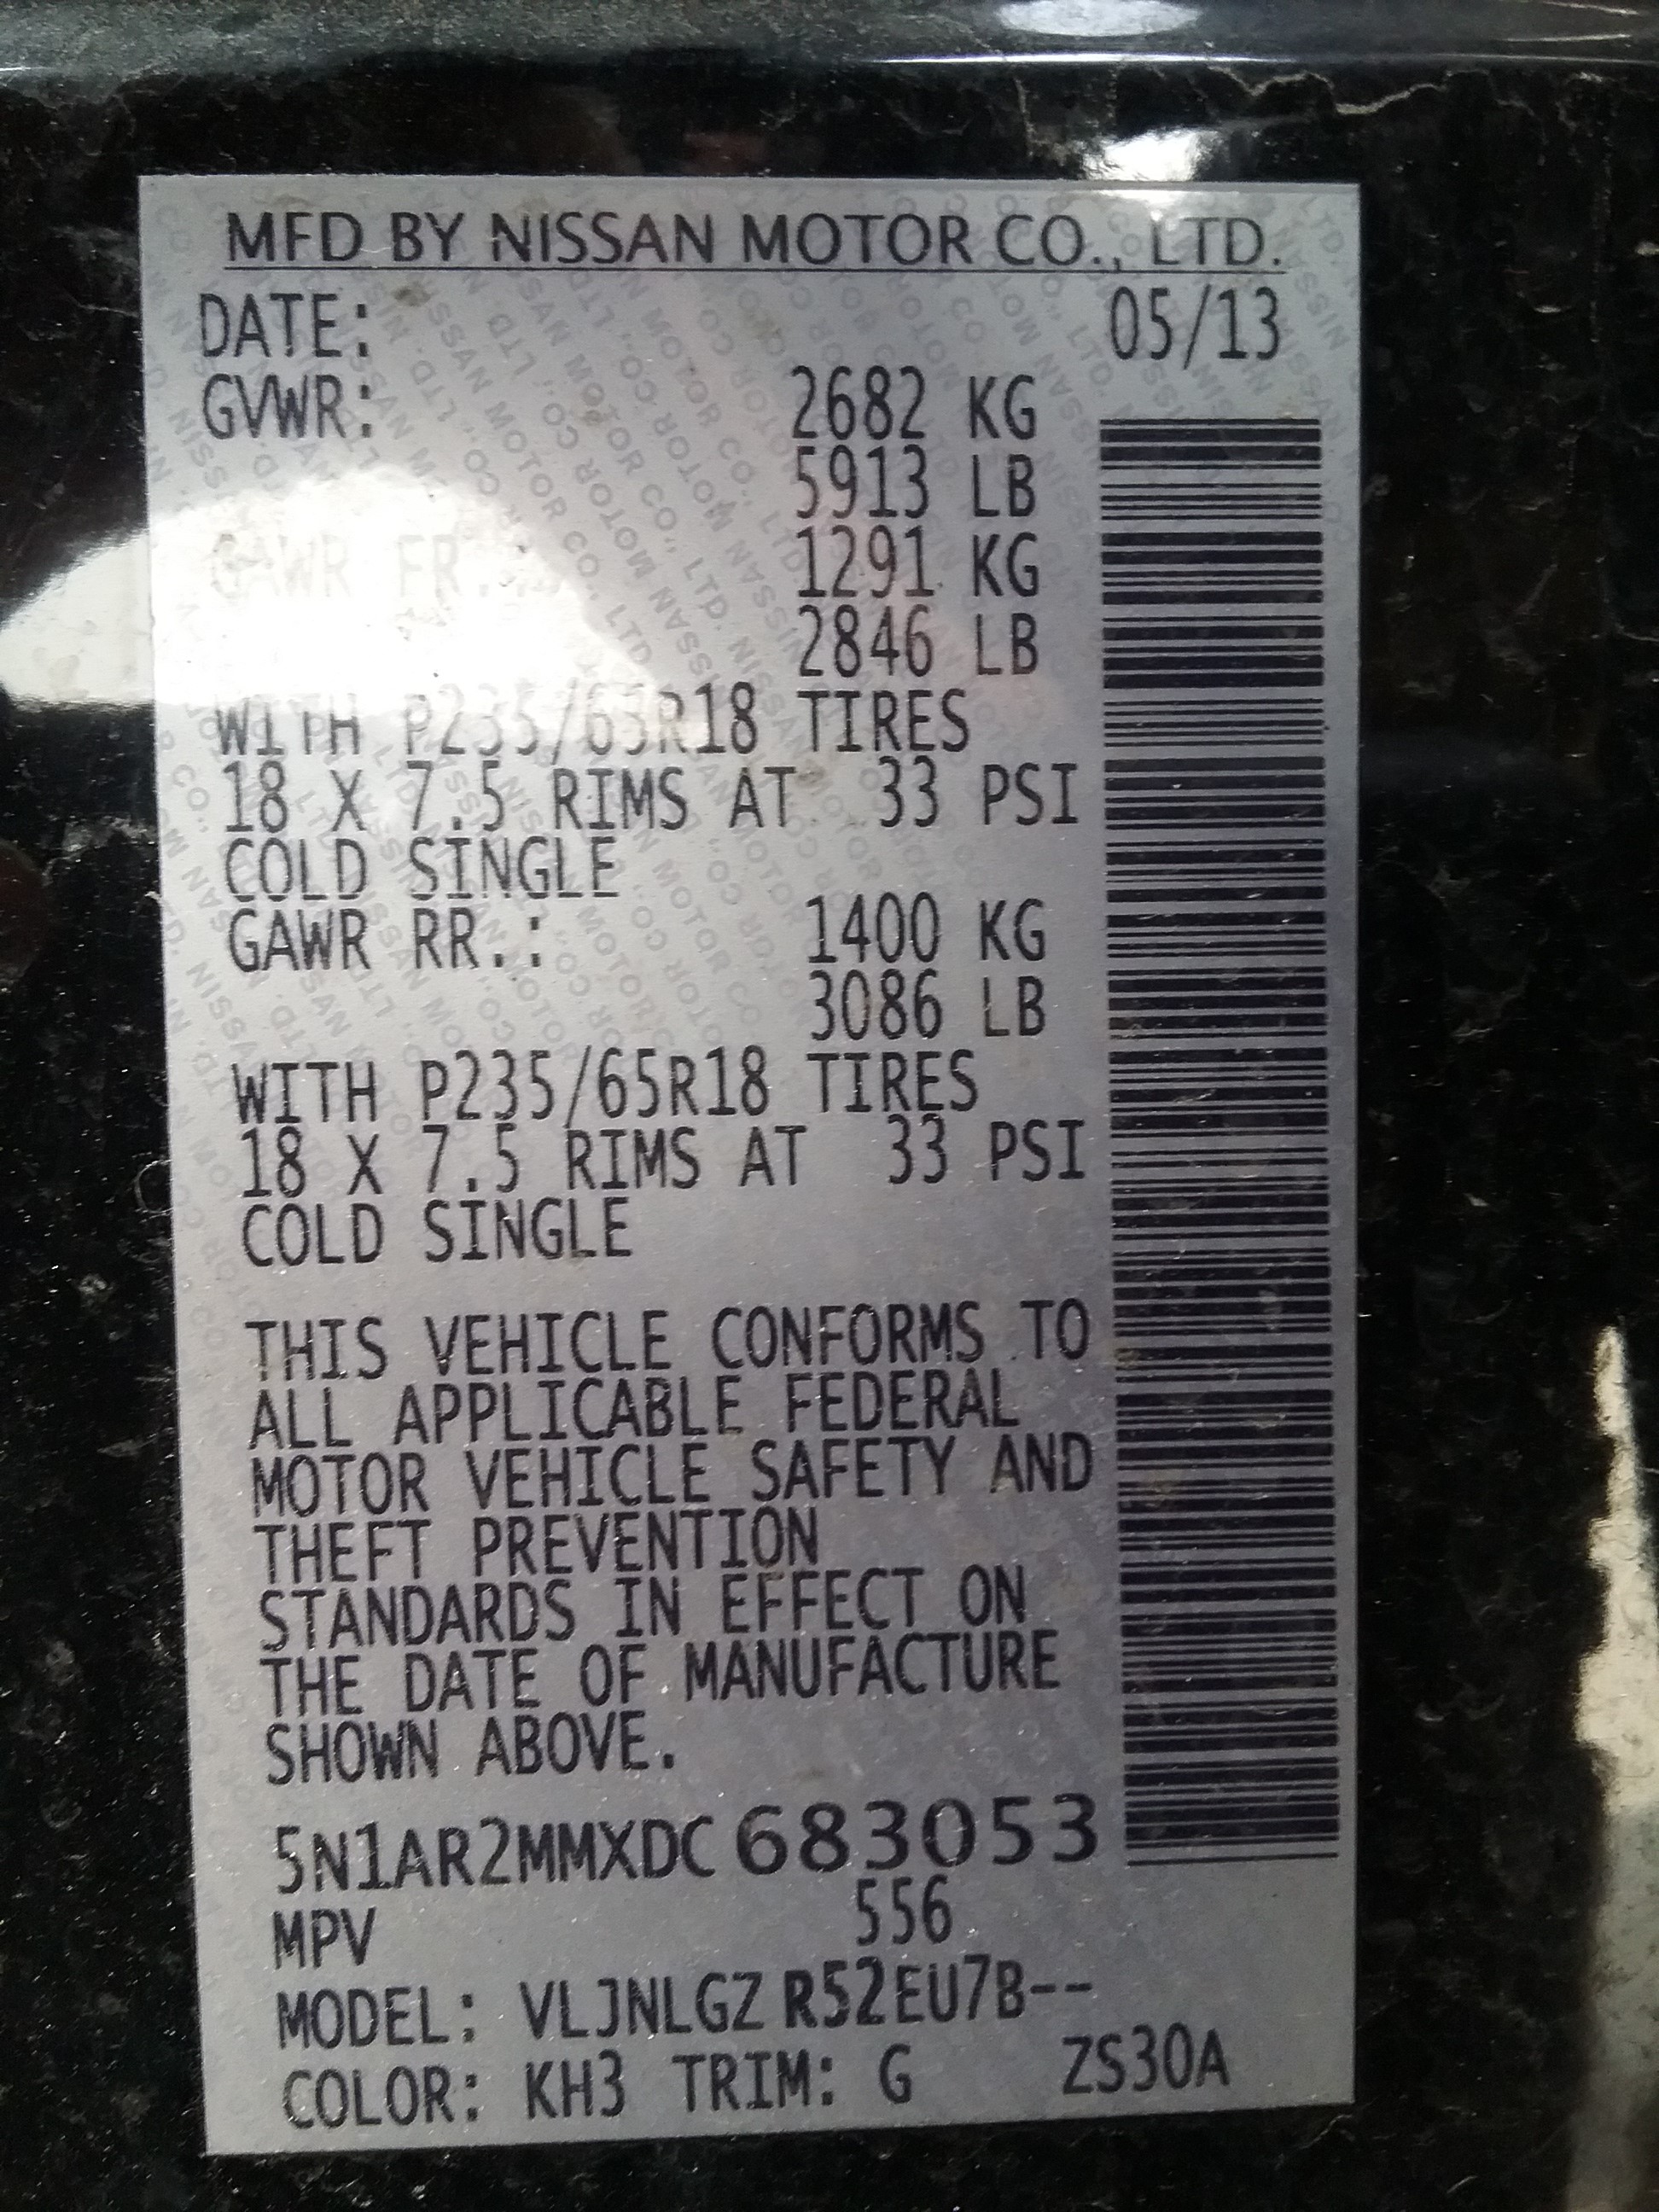 MFD BY NISSAN MOTOR CO., LTD.
DATE: 05/13
GVWR: 2682 KG
5913 LB
GAWR FR.: 1291 KG
2846 LB
WITH P235/65R18 TIRES
18 X 7.5 RIMS AT 33 PSI
COLD SINGLE
GAWR RR.: 1400 KG
3086 LB
WITH P235/65R18 TIRES
18 X 7.5 RIMS AT 33 PSI
COLD SINGLE
THIS VEHICLE CONFORMS TO
ALL APPLICABLE FEDERAL
MOTOR VEHICLE SAFETY AND
THEFT PREVENTION
STANDARDS IN EFFECT ON
THE DATE OF MANUFACTURE
SHOWN ABOVE.
5N1AR2MMXDC683053
MPV 556
MODEL: VLJNLGZ R52EU7B--
COLOR: KH3 TRIM: G ZS30A